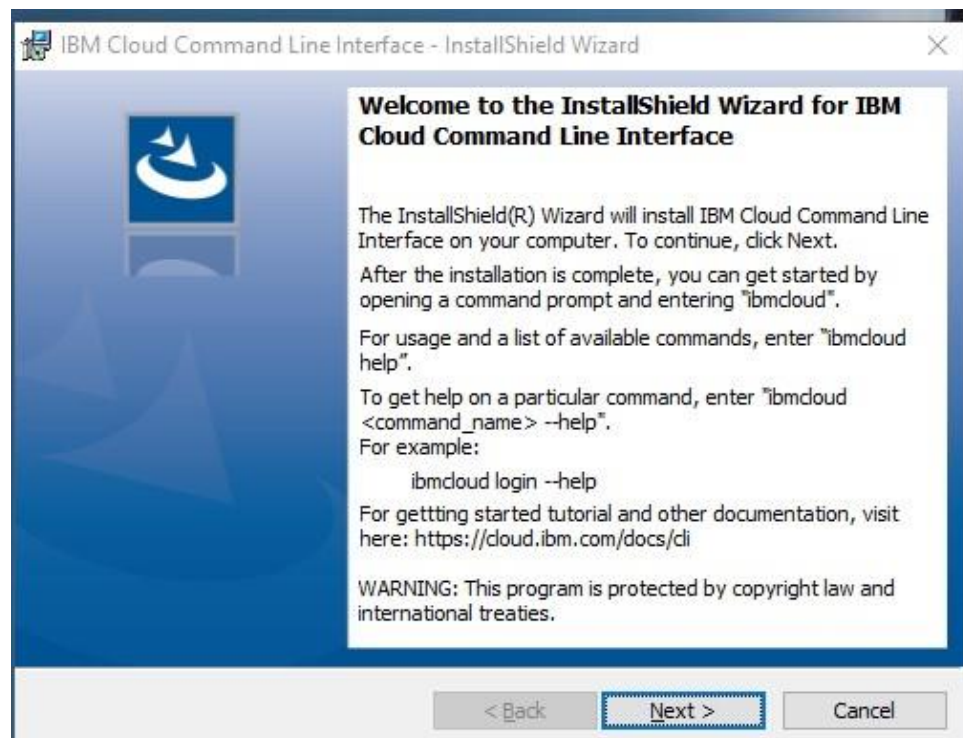 IBM Cloud Command Line Interface - InstallShield Wizard
Welcome to the InstallShield Wizard for IBM
Cloud Command Line Interface
The InstallShield(R) Wizard will install IBM Cloud Command Line
Interface on your computer. To continue, click Next.
After the installation is complete, you can get started by
opening a command prompt and entering "ibmcloud".
For usage and a list of available commands, enter "ibmcloud
help”.
To get help on a particular command, enter "ibmcloud
<command_name> --help".
For example:
ibmcloud login --help
For gettting started tutorial and other documentation, visit
here: https://cloud.ibm.com/docs/cli
WARNING: This program is protected by copyright law and
international treaties.
< Back
Next >
Cancel